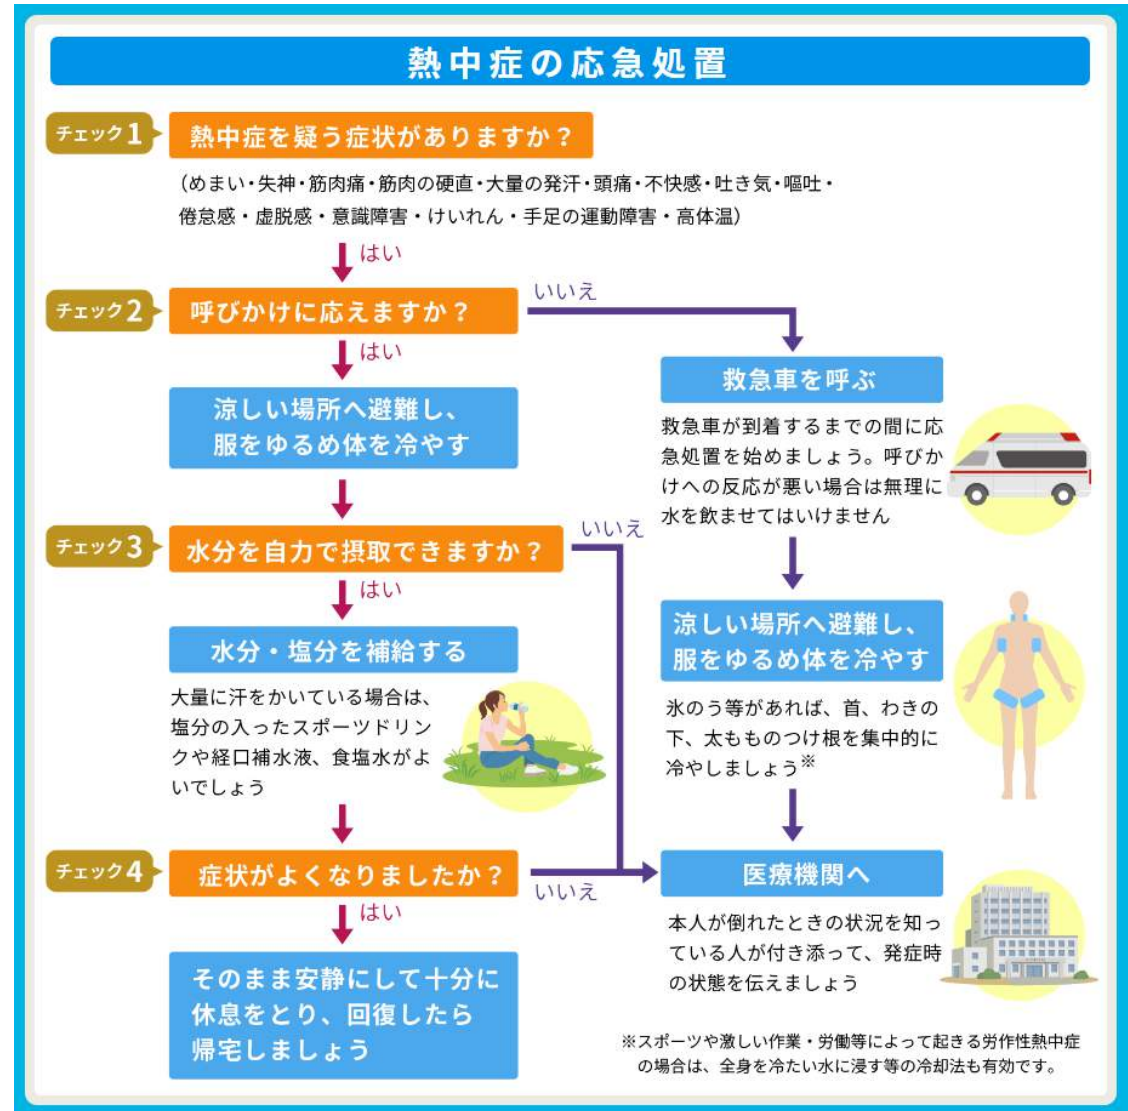 熱中症の応急処置
チェック1
熱中症を疑う症状がありますか？
（めまい・失神・筋肉痛・筋肉の硬直・大量の発汗・頭痛・不快感・吐き気・嘔吐・
倦怠感・虚脱感・意識障害・けいれん・手足の運動障害・高体温）
はい
チェック2
呼びかけに応えますか？
いいえ
はい
涼しい場所へ避難し、
服をゆるめ体を冷やす
救急車を呼ぶ
救急車が到着するまでの間に応
急処置を始めましょう。呼びか
けへの反応が悪い場合は無理に
水を飲ませてはいけません
チェック3
水分を自力で摂取できますか？
いいえ
はい
水分・塩分を補給する
大量に汗をかいている場合は、
塩分の入ったスポーツドリン
クや経口補水液、食塩水がよ
いでしょう
涼しい場所へ避難し、
服をゆるめ体を冷やす
氷のう等があれば、首、わきの
下、太もものつけ根を集中的に
冷やしましょう※
チェック4
症状がよくなりましたか？
いいえ
はい
そのまま安静にして十分に
休息をとり、回復したら
帰宅しましょう
医療機関へ
本人が倒れたときの状況を知っ
ている人が付き添って、発症時
の状態を伝えましょう
※スポーツや激しい作業・労働等によって起きる労作性熱中症
の場合は、全身を冷たい水に浸す等の冷却法も有効です。